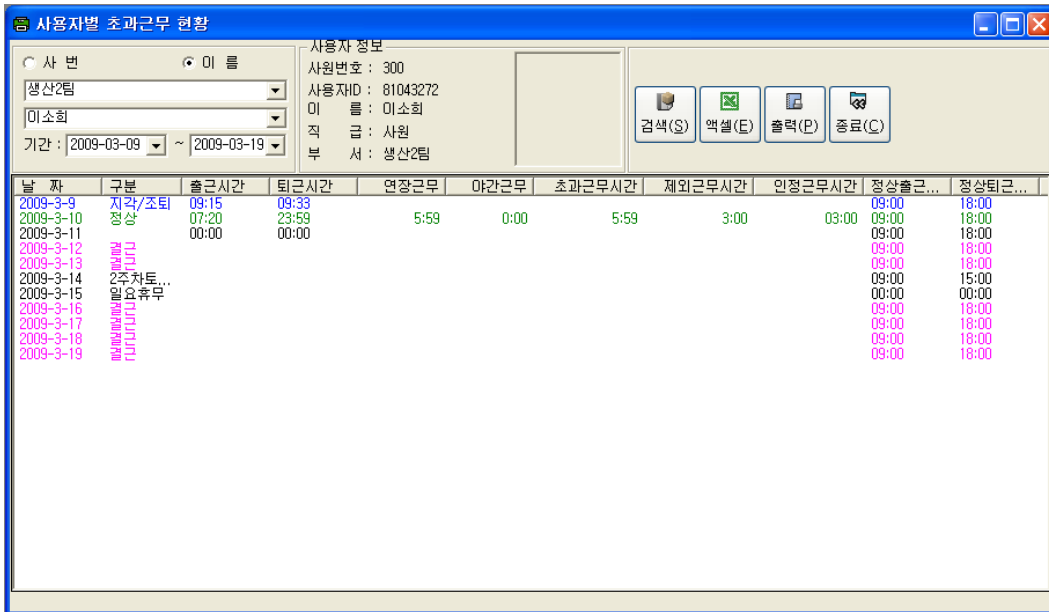 사용자별 초과근무 현황
사 번 이 름
생산2팀
이소희
기간 : 2009-03-09 ~ 2009-03-19
사용자 정보
사원번호 : 300
사용자ID : 81043272
이 름 : 이소희
직 급 : 사원
부 서 : 생산2팀
검색(S) 액셀(E) 출력(P) 종료(C)
날 짜 구분 출근시간 퇴근시간 연장근무 야간근무 초과근무시간 제외근무시간 인정근무시간 정상출근... 정상퇴근...
2009-3-9 지각/조퇴 09:15 09:33 09:00 18:00
2009-3-10 정상 07:20 23:59 5:59 0:00 5:59 3:00 03:00 09:00 18:00
2009-3-11 00:00 00:00 09:00 18:00
2009-3-12 결근 09:00 18:00
2009-3-13 결근 09:00 18:00
2009-3-14 2주차토... 09:00 15:00
2009-3-15 일요휴무 00:00 00:00
2009-3-16 결근 09:00 18:00
2009-3-17 결근 09:00 18:00
2009-3-18 결근 09:00 18:00
2009-3-19 결근 09:00 18:00